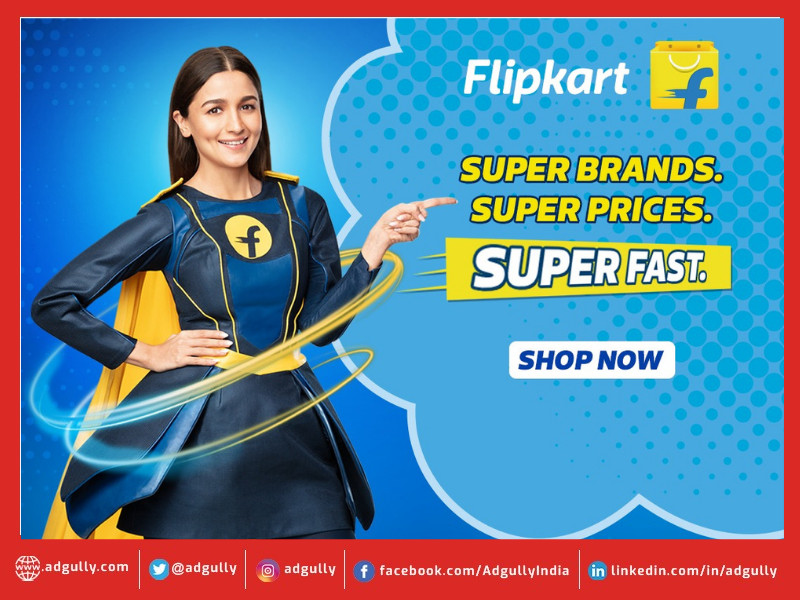 Flipkart
f
SUPER BRANDS.
SUPER PRICES.
SUPER FAST.
f
SHOP NOW
.adgully.com
@adgully
adgully
f
facebook.com/AdgullyIndia
in
linkedin.com/in/adgully